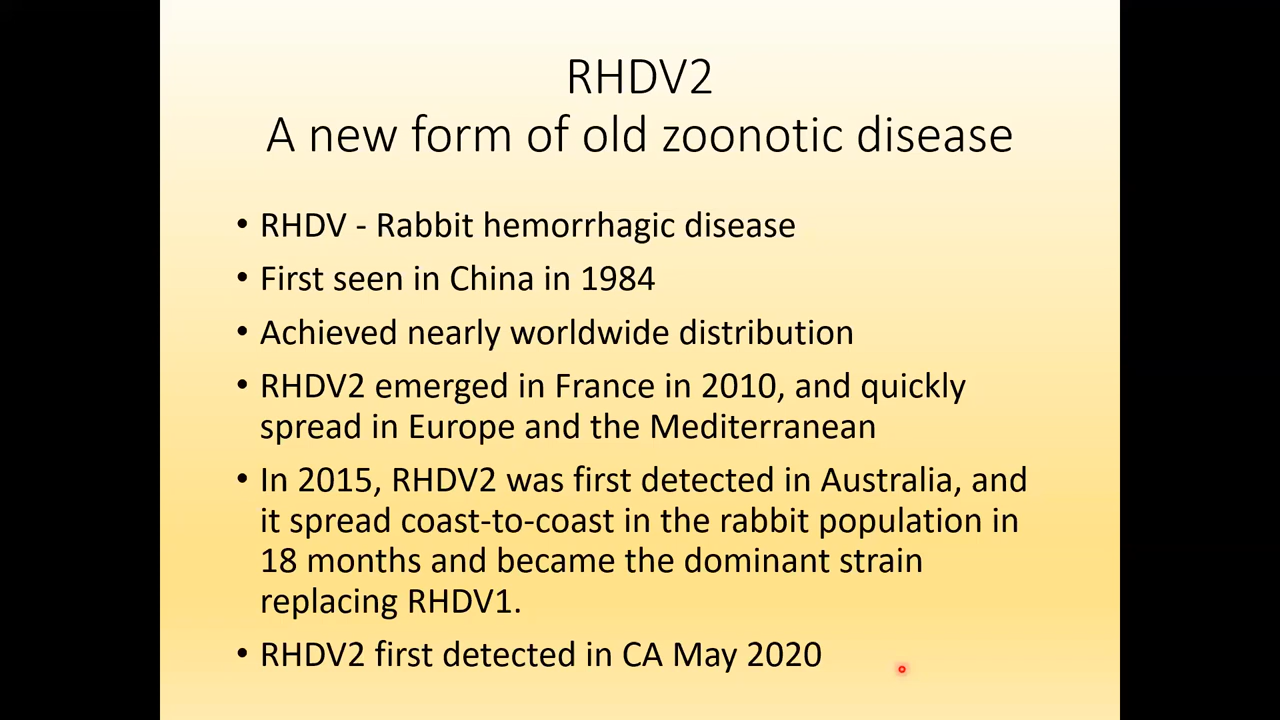 RHDV2
A new form of old zoonotic disease
• RHDV - Rabbit hemorrhagic disease
• First seen in China in 1984
• Achieved nearly worldwide distribution
• RHDV2 emerged in France in 2010, and quickly
spread in Europe and the Mediterranean
• In 2015, RHDV2 was first detected in Australia, and
it spread coast-to-coast in the rabbit population in
18 months and became the dominant strain
replacing RHDV1.
• RHDV2 first detected in CA May 2020